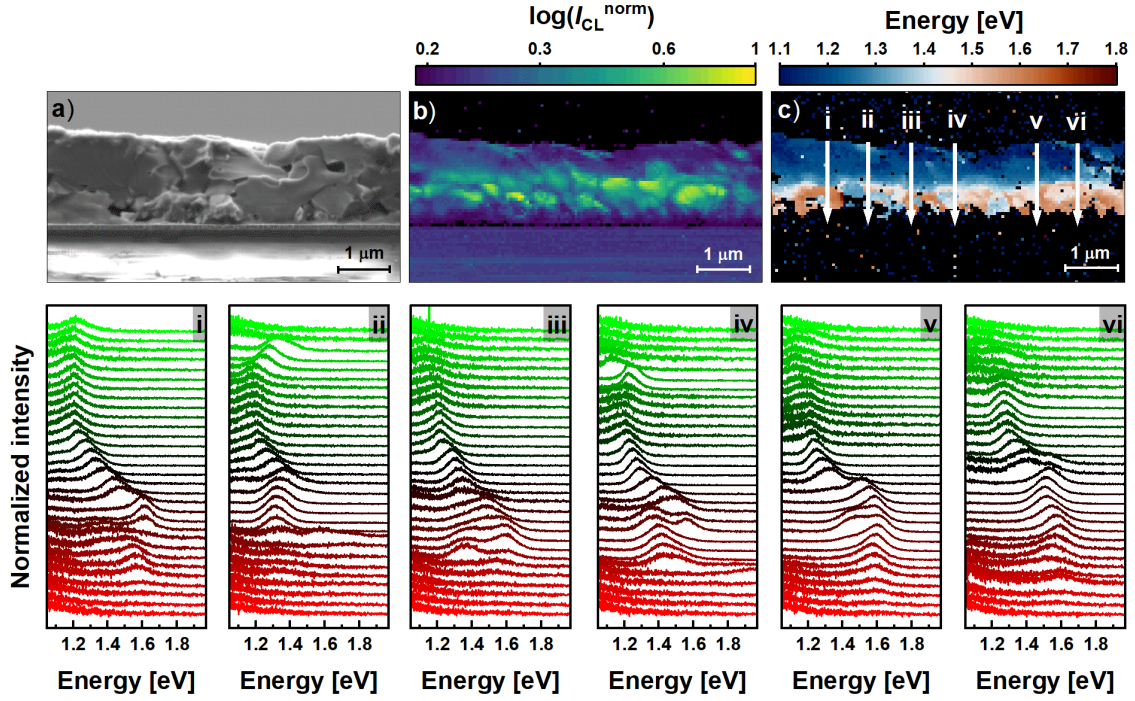 log(I_CL^norm)
Energy [eV]
0.2 0.3 0.6 1
1.1 1.2 1.3 1.4 1.5 1.6 1.7 1.8
a)
b)
c)
i ii iii iv v vi
1 μm
1 μm
1 μm
i
ii
iii
iv
v
vi
Normalized intensity
1.2 1.4 1.6 1.8
1.2 1.4 1.6 1.8
1.2 1.4 1.6 1.8
1.2 1.4 1.6 1.8
1.2 1.4 1.6 1.8
1.2 1.4 1.6 1.8
Energy [eV]
Energy [eV]
Energy [eV]
Energy [eV]
Energy [eV]
Energy [eV]